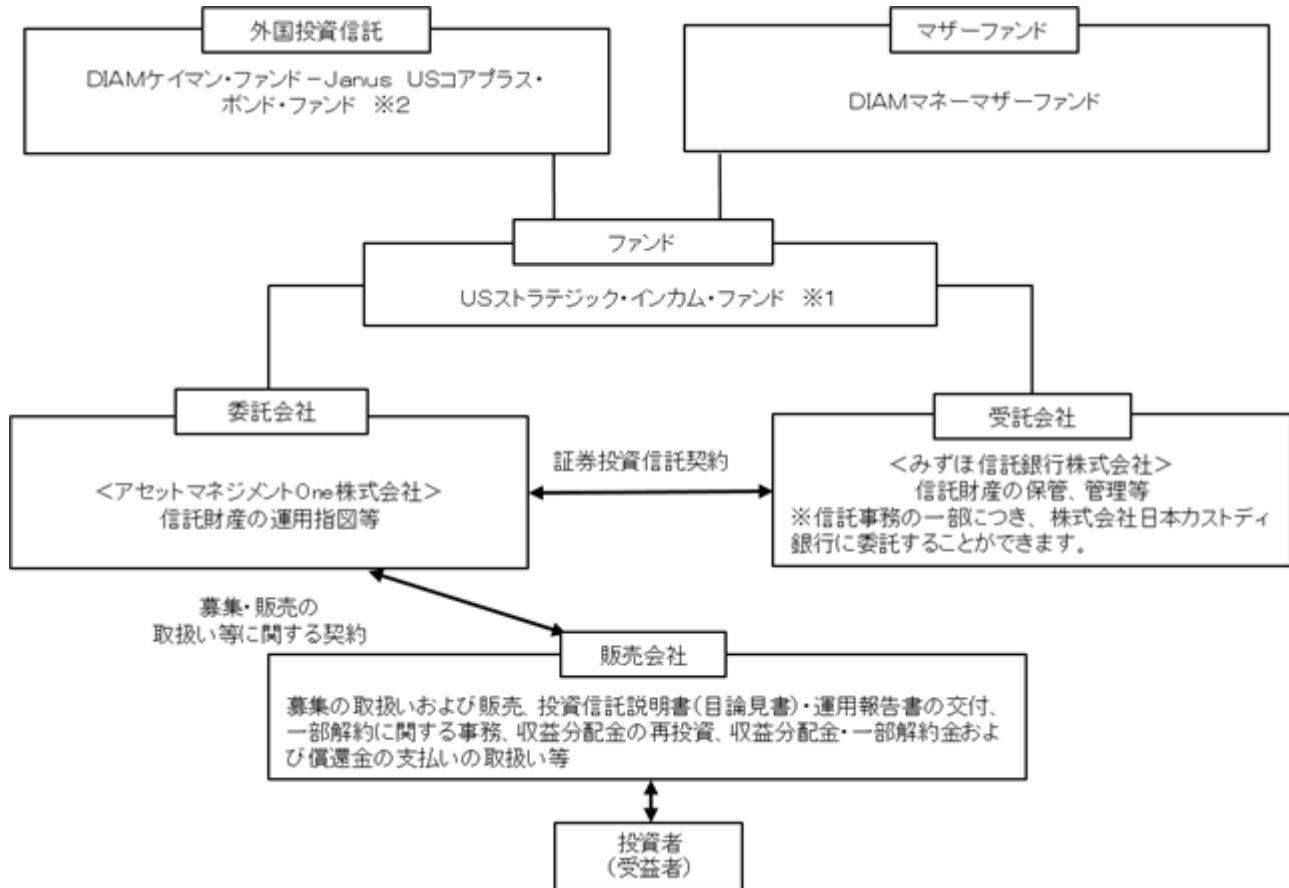 外国投資信託
DIAMケイマン・ファンド－Janus USコアプラス・
ボンド・ファンド ※2
マザーファンド
DIAMマネーマザーファンド
ファンド
USストラテジック・インカム・ファンド ※1
委託会社
＜アセットマネジメントOne株式会社＞
信託財産の運用指図等
証券投資信託契約
受託会社
＜みずほ信託銀行株式会社＞
信託財産の保管、管理等
※信託事務の一部につき、株式会社日本カストディ
銀行に委託することができます。
募集・販売の
取扱い等に関する契約
販売会社
募集の取扱いおよび販売、投資信託説明書(目論見書)・運用報告書の交付、
一部解約に関する事務、収益分配金の再投資、収益分配金・一部解約金およ
び償還金の支払いの取扱い等
投資者
(受益者)